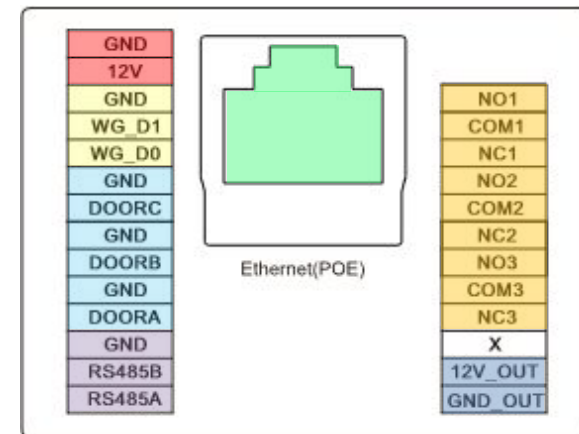 GND
12V
GND
WG_D1
WG_D0
GND
DOORC
GND
DOORB
GND
DOORA
GND
RS485B
RS485A
Ethernet(POE)
NO1
COM1
NC1
NO2
COM2
NC2
NO3
COM3
NC3
X
12V_OUT
GND_OUT